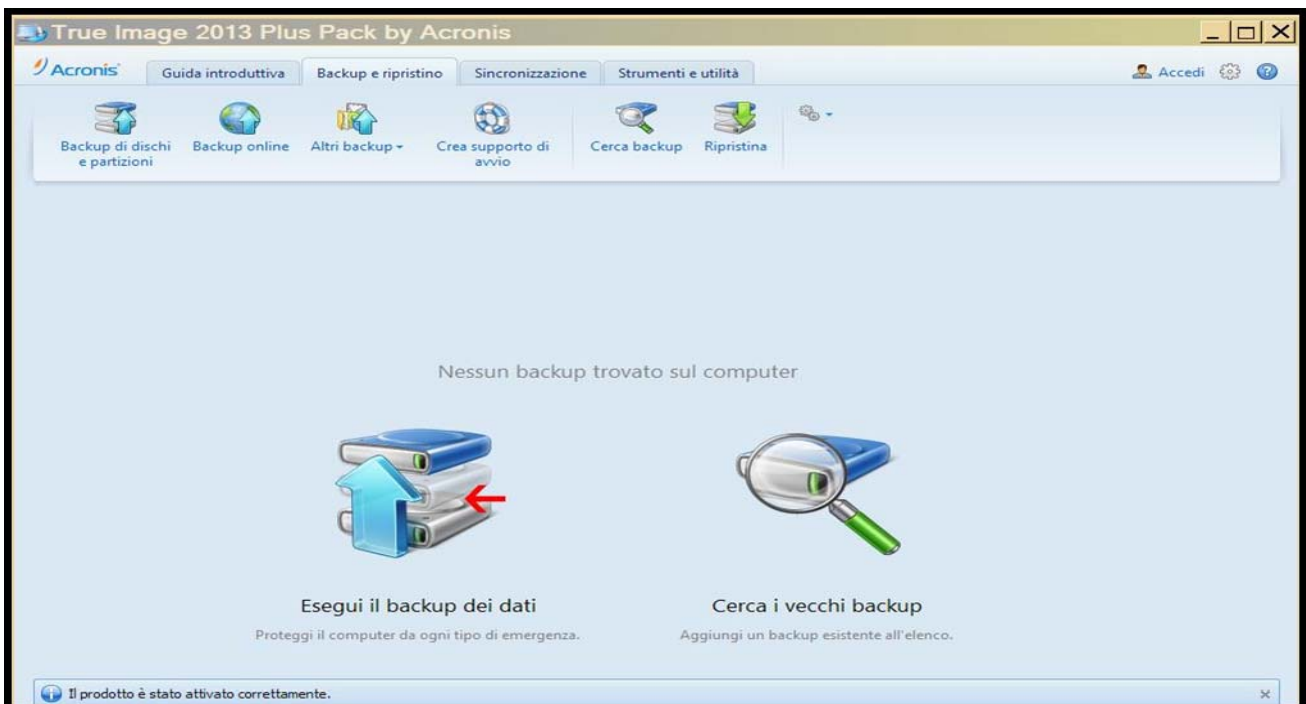 True Image 2013 Plus Pack by Acronis
Acronis Guida introduttiva Backup e ripristino Sincronizzazione Strumenti e utilità Accedi
Backup di dischi e partizioni
Backup online
Altri backup
Crea supporto di avvio
Cerca backup
Ripristina
Nessun backup trovato sul computer
Esegui il backup dei dati
Proteggi il computer da ogni tipo di emergenza.
Cerca i vecchi backup
Aggiungi un backup esistente all'elenco.
Il prodotto è stato attivato correttamente.